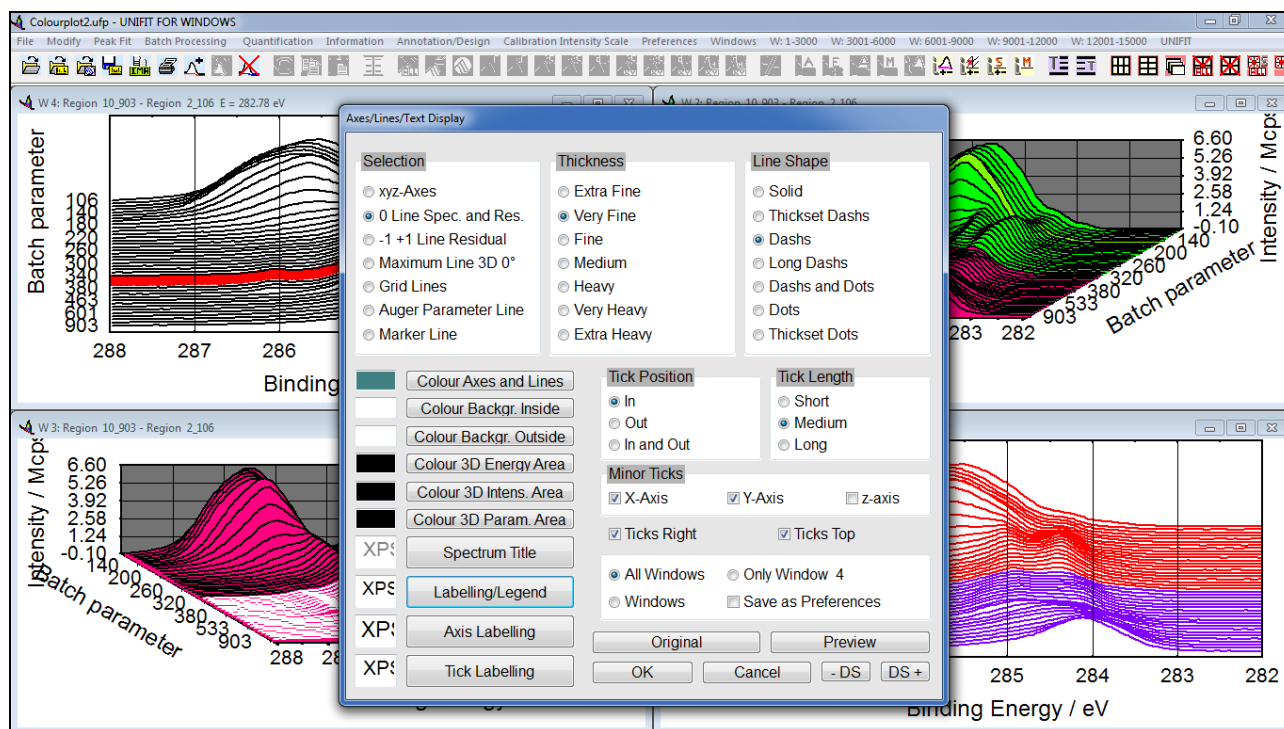 Colourplot2.ufp - UNIFIT FOR WINDOWS
File Modify Peak Fit Batch Processing Quantification Information Annotation/Design Calibration Intensity Scale Preferences Windows W: 1-3000 W: 3001-6000 W: 6001-9000 W: 9001-12000 W: 12001-15000 UNIFIT
W 4: Region 10_903 - Region 2_106 E = 282.78 eV
Batch parameter
106
140
180
220
260
300
340
380
463
601
903
288 287 286
Binding
W 2: Region 10_903 - Region 2_106
6.60
5.26
3.92
2.58
1.24
-0.10
Intensity / Mcps
140
200
260
320
380
533
903
Batch parameter
283 282
W 3: Region 10_903 - Region 2_106
Intensity / Mcps
6.60
5.26
3.92
2.58
1.24
-0.10
140
200
260
320
380
533
903
Batch parameter
288
285 284 283 282
Binding Energy / eV
Axes/Lines/Text Display
Selection
xyz-Axes
0 Line Spec. and Res.
-1 +1 Line Residual
Maximum Line 3D 0°
Grid Lines
Auger Parameter Line
Marker Line
Thickness
Extra Fine
Very Fine
Fine
Medium
Heavy
Very Heavy
Extra Heavy
Line Shape
Solid
Thickset Dashs
Dashs
Long Dashs
Dashs and Dots
Dots
Thickset Dots
Colour Axes and Lines
Colour Backgr. Inside
Colour Backgr. Outside
Colour 3D Energy Area
Colour 3D Intens. Area
Colour 3D Param. Area
XPS Spectrum Title
XPS Labelling/Legend
XPS Axis Labelling
XPS Tick Labelling
Tick Position
In
Out
In and Out
Tick Length
Short
Medium
Long
Minor Ticks
X-Axis Y-Axis z-axis
Ticks Right Ticks Top
All Windows Only Window 4
Windows Save as Preferences
Original Preview
OK Cancel - DS DS +